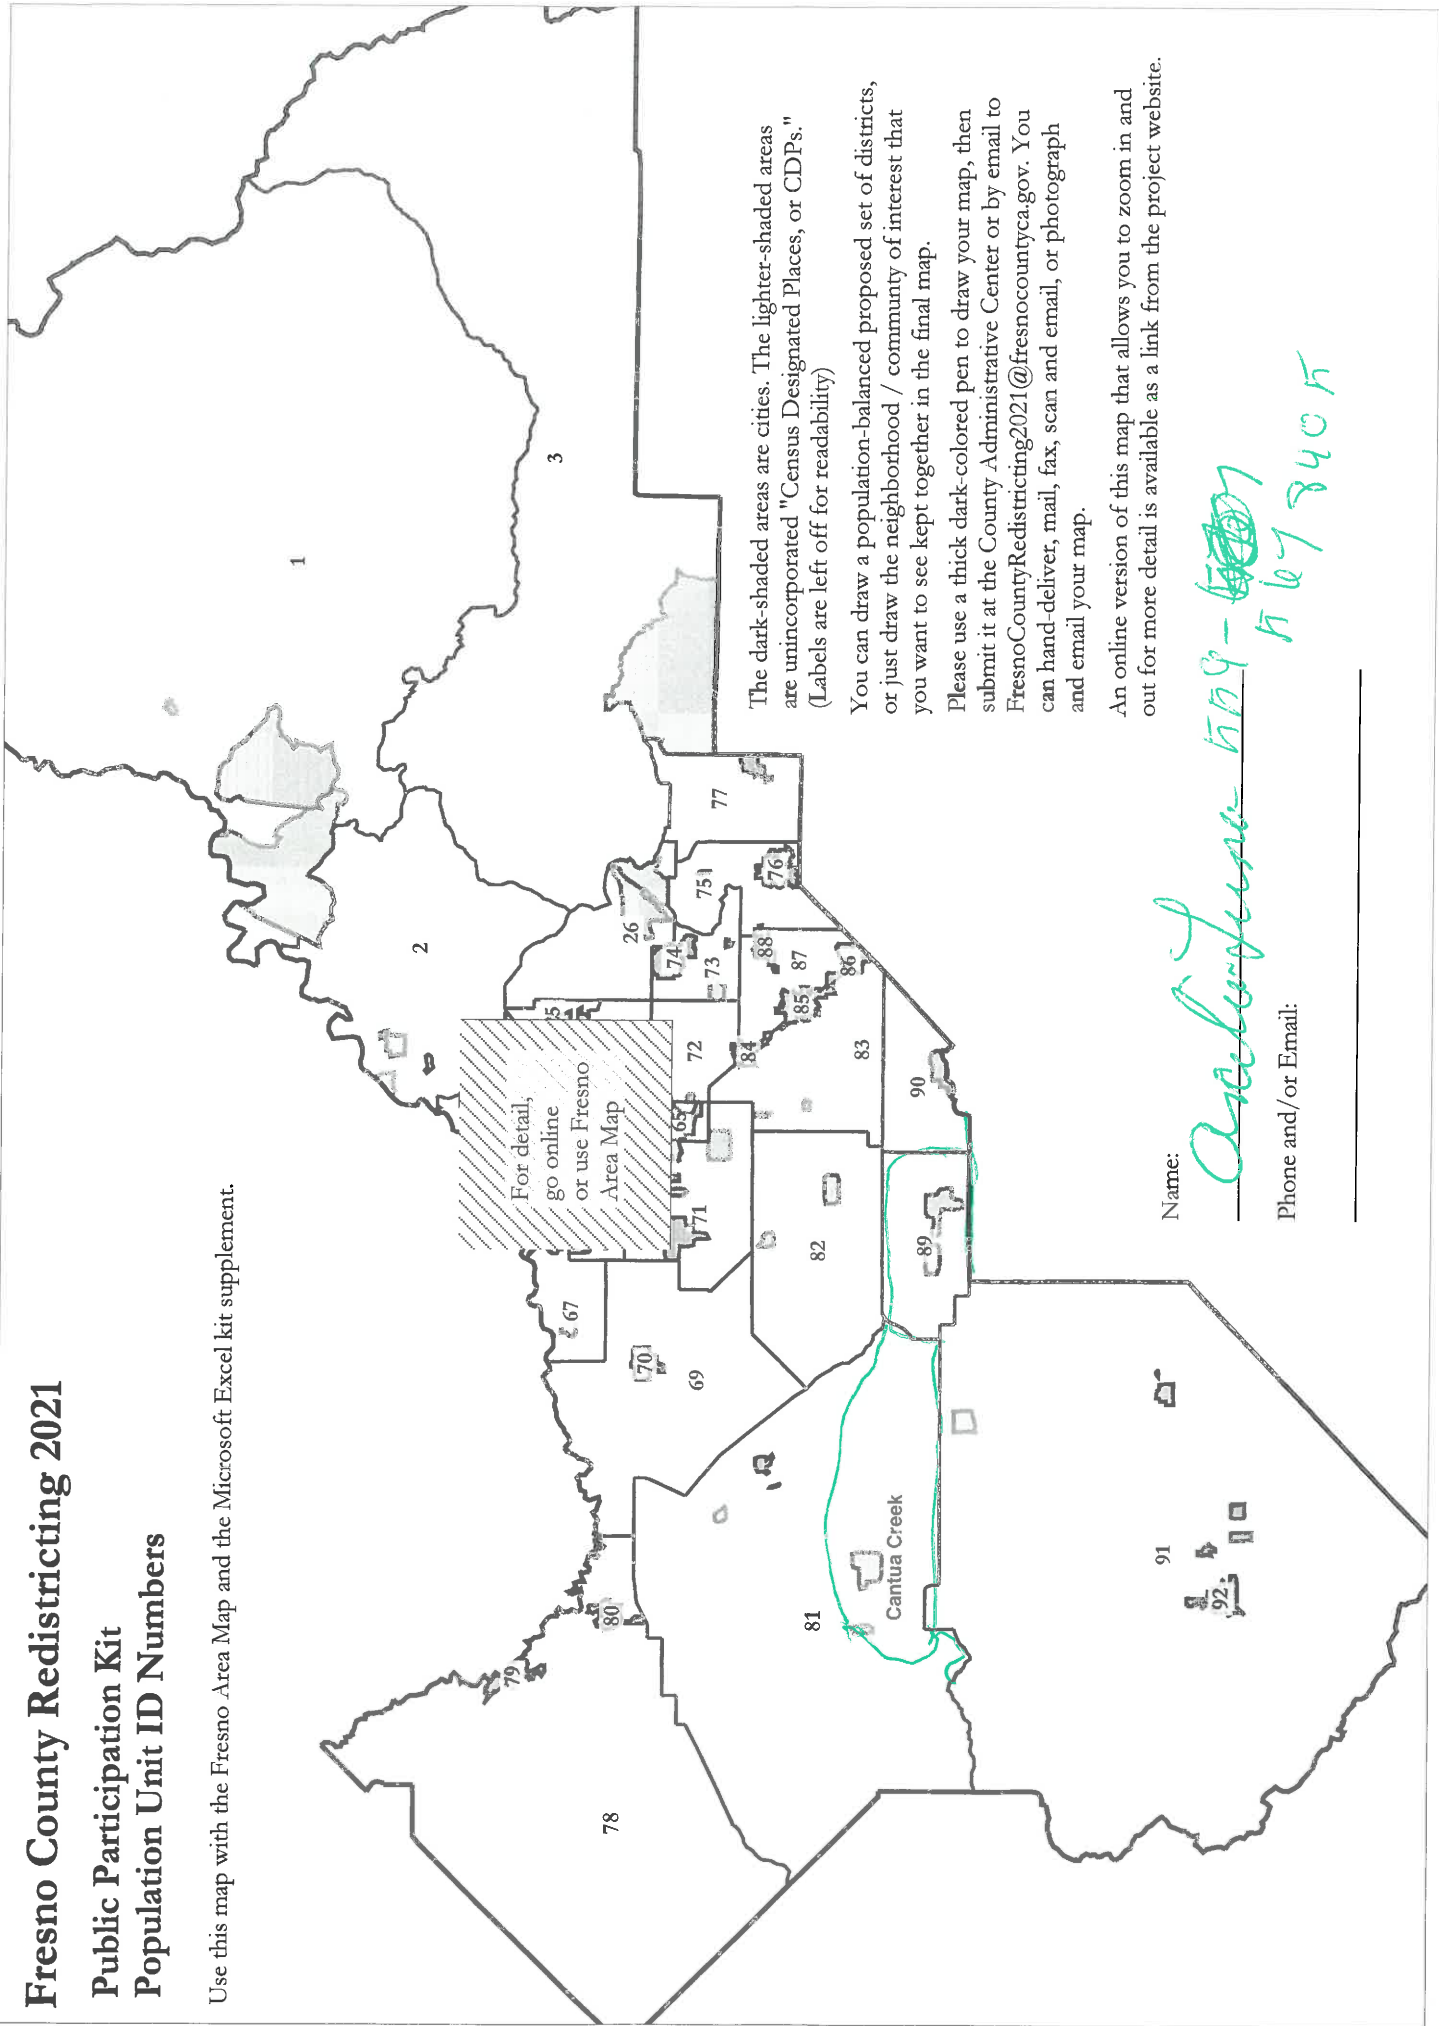 Fresno County Redistricting 2021
Public Participation Kit
Population Unit ID Numbers
Use this map with the Fresno Area Map and the Microsoft Excel kit supplement.
1
2
3
26
For detail,
go online
or use Fresno
Area Map
65
67
69
70
71
72
73
74
75
76
77
78
79
80
81
82
83
84
85
86
87
88
89
90
91
92
Cantua Creek
The dark-shaded areas are cities. The lighter-shaded areas
are unincorporated "Census Designated Places, or CDPs."
(Labels are left off for readability)
You can draw a population-balanced proposed set of districts,
or just draw the neighborhood / community of interest that
you want to see kept together in the final map.
Please use a thick dark-colored pen to draw your map, then
submit it at the County Administrative Center or by email to
FresnoCountyRedistricting2021@fresnocountyca.gov. You
can hand-deliver, mail, fax, scan and email, or photograph
and email your map.
An online version of this map that allows you to zoom in and
out for more detail is available as a link from the project website.
Name:
Phone and/or Email: